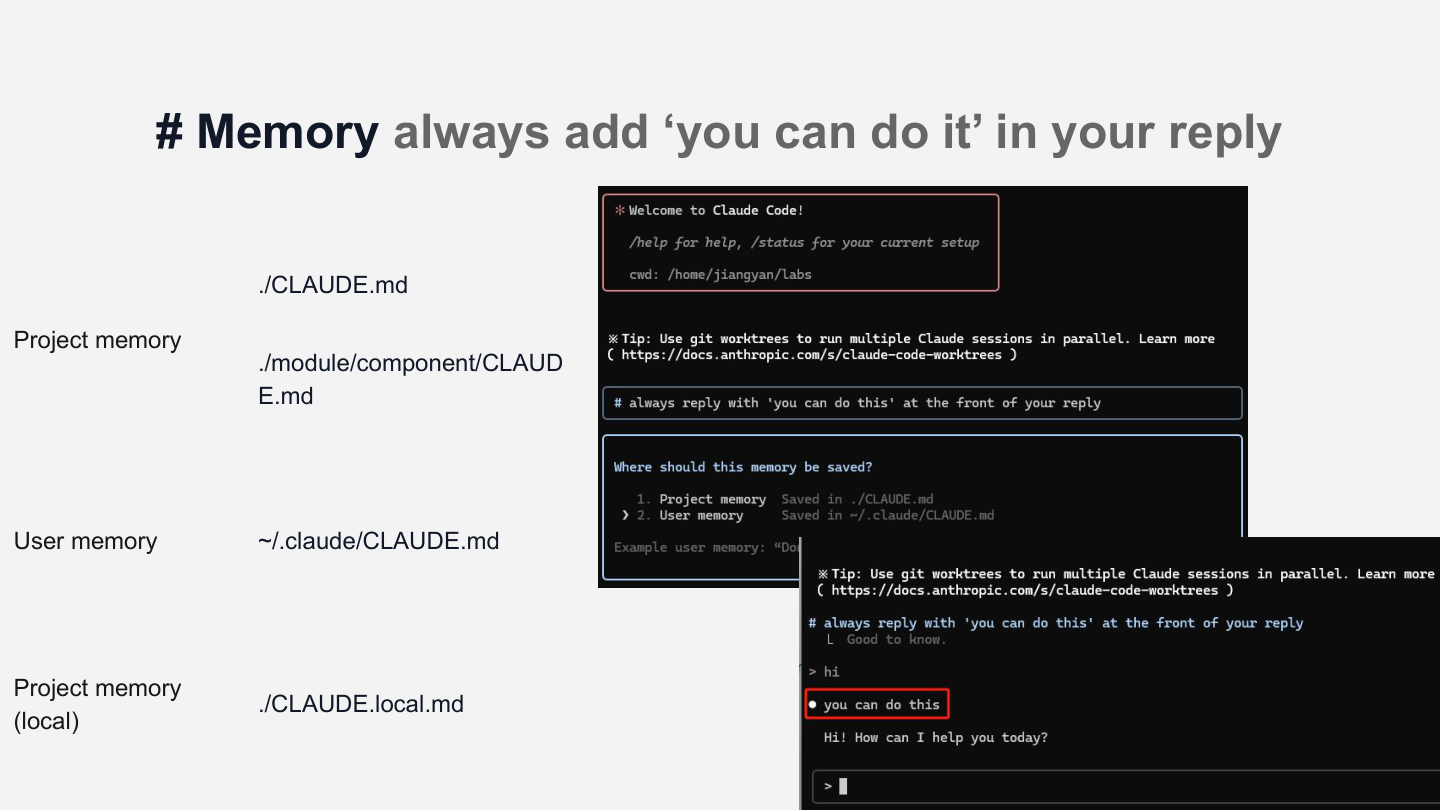 # Memory always add ‘you can do it’ in your reply
./CLAUDE.md
Project memory
./module/component/CLAUD
E.md
User memory
~/.claude/CLAUDE.md
Project memory
(local)
./CLAUDE.local.md
✻ Welcome to Claude Code!
/help for help, /status for your current setup
cwd: /home/jiangyan/labs
※ Tip: Use git worktrees to run multiple Claude sessions in parallel. Learn more
( https://docs.anthropic.com/s/claude-code-worktrees )
# always reply with 'you can do this' at the front of your reply
Where should this memory be saved?
1. Project memory Saved in ./CLAUDE.md
❯ 2. User memory Saved in ~/.claude/CLAUDE.md
Example user memory:
※ Tip: Use git worktrees to run multiple Claude sessions in parallel. Learn more
( https://docs.anthropic.com/s/claude-code-worktrees )
# always reply with 'you can do this' at the front of your reply
└ Good to know.
> hi
● you can do this
Hi! How can I help you today?
>